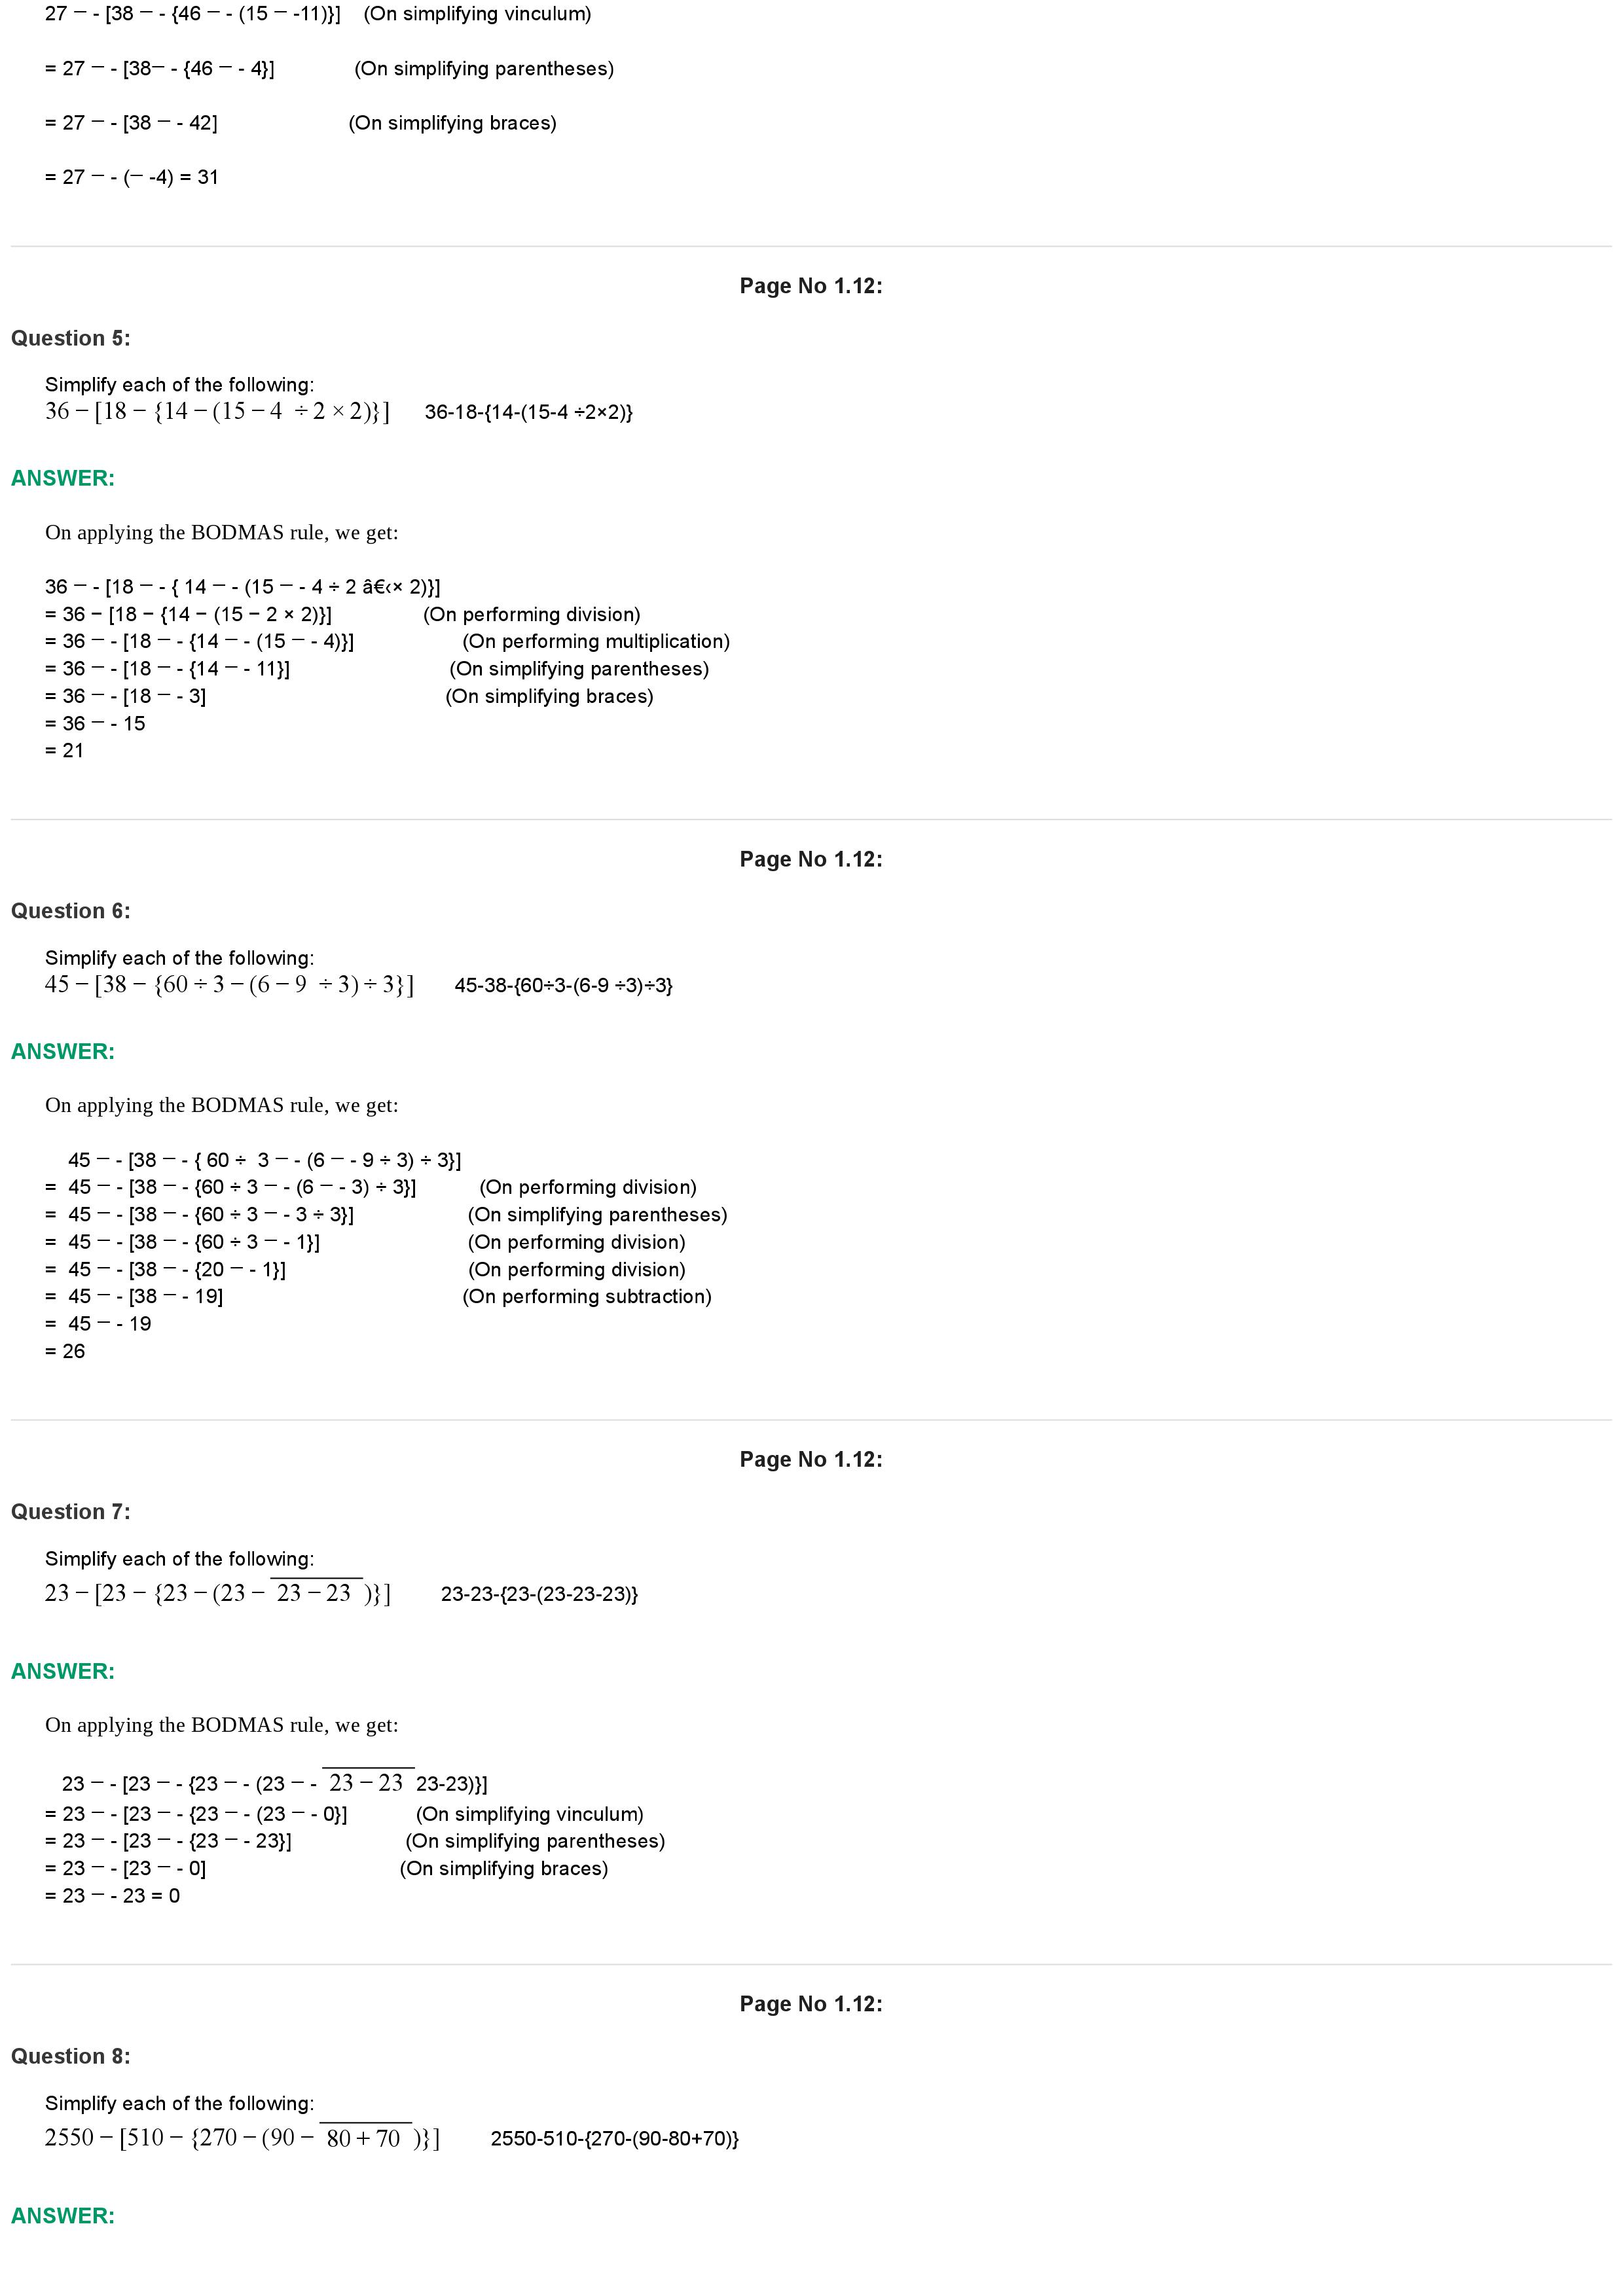 27 − - [38 − - {46 − - (15 − -11)}] (On simplifying vinculum)
= 27 − - [38− - {46 − - 4}] (On simplifying parentheses)
= 27 − - [38 − - 42] (On simplifying braces)
= 27 − - (− -4) = 31
Page No 1.12:
Question 5:
Simplify each of the following:
36 − [18 − {14 − (15 − 4 ÷ 2 × 2)}] 36-18-{14-(15-4 ÷2×2)}
ANSWER:
On applying the BODMAS rule, we get:
36 − - [18 − - { 14 − - (15 − - 4 ÷ 2 â€‹× 2)}]
= 36 − [18 − {14 − (15 − 2 × 2)}] (On performing division)
= 36 − - [18 − - {14 − - (15 − - 4)}] (On performing multiplication)
= 36 − - [18 − - {14 − - 11}] (On simplifying parentheses)
= 36 − - [18 − - 3] (On simplifying braces)
= 36 − - 15
= 21
Page No 1.12:
Question 6:
Simplify each of the following:
45 − [38 − {60 ÷ 3 − (6 − 9 ÷ 3) ÷ 3}] 45-38-{60÷3-(6-9 ÷3)÷3}
ANSWER:
On applying the BODMAS rule, we get:
45 − - [38 − - { 60 ÷ 3 − - (6 − - 9 ÷ 3) ÷ 3}]
= 45 − - [38 − - {60 ÷ 3 − - (6 − - 3) ÷ 3}] (On performing division)
= 45 − - [38 − - {60 ÷ 3 − - 3 ÷ 3}] (On simplifying parentheses)
= 45 − - [38 − - {60 ÷ 3 − - 1}] (On performing division)
= 45 − - [38 − - {20 − - 1}] (On performing division)
= 45 − - [38 − - 19] (On performing subtraction)
= 45 − - 19
= 26
Page No 1.12:
Question 7:
Simplify each of the following:
23 − [23 − {23 − (23 − 23 − 23 )}] 23-23-{23-(23-23-23)}
ANSWER:
On applying the BODMAS rule, we get:
23 − - [23 − - {23 − - (23 − - 23 − 23 23-23)}]
= 23 − - [23 − - {23 − - (23 − - 0}] (On simplifying vinculum)
= 23 − - [23 − - {23 − - 23}] (On simplifying parentheses)
= 23 − - [23 − - 0] (On simplifying braces)
= 23 − - 23 = 0
Page No 1.12:
Question 8:
Simplify each of the following:
2550 − [510 − {270 − (90 − 80 + 70 )}] 2550-510-{270-(90-80+70)}
ANSWER: